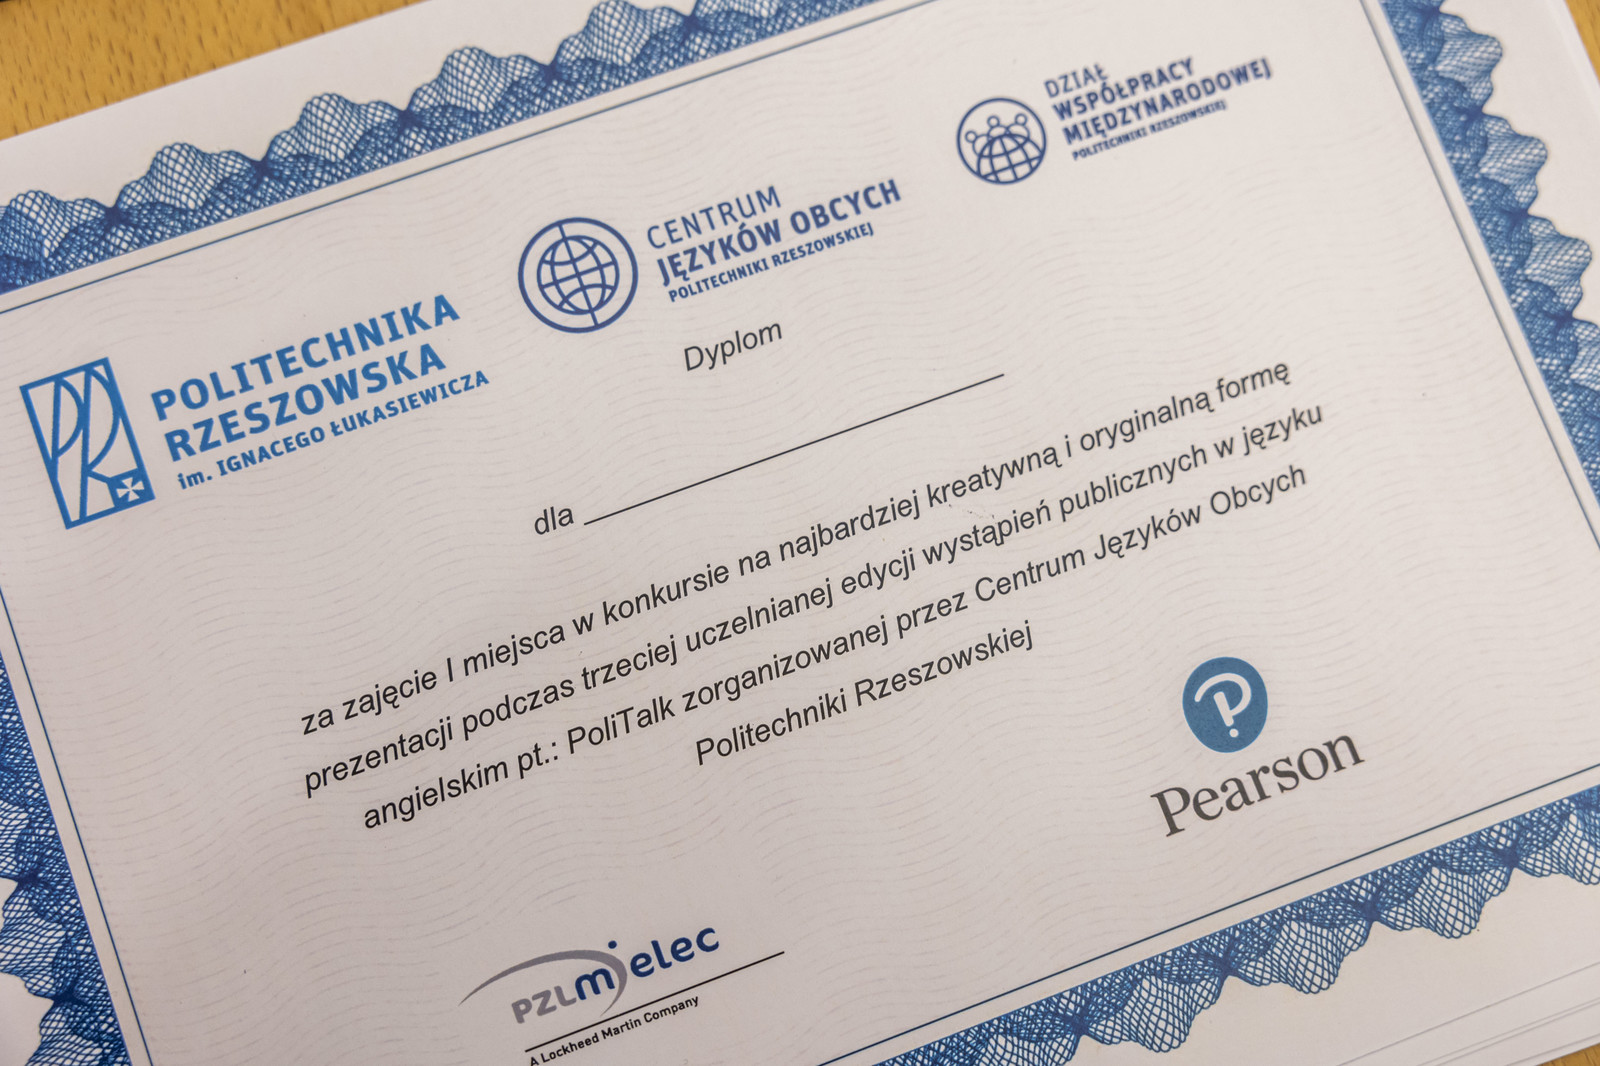 POLITECHNIKA
RZESZOWSKA
im. IGNACEGO ŁUKASIEWICZA
CENTRUM
JĘZYKÓW OBCYCH
POLITECHNIKI RZESZOWSKIEJ
DZIAŁ
WSPÓŁPRACY
MIĘDZYNARODOWEJ
POLITECHNIKI RZESZOWSKIEJ
Dyplom
dla
za zajęcie I miejsca w konkursie na najbardziej kreatywną i oryginalną formę
prezentacji podczas trzeciej uczelnianej edycji wystąpień publicznych w języku
angielskim pt.: PoliTalk zorganizowanej przez Centrum Języków Obcych
Politechniki Rzeszowskiej
Pearson
PZL mielec
A Lockheed Martin Company